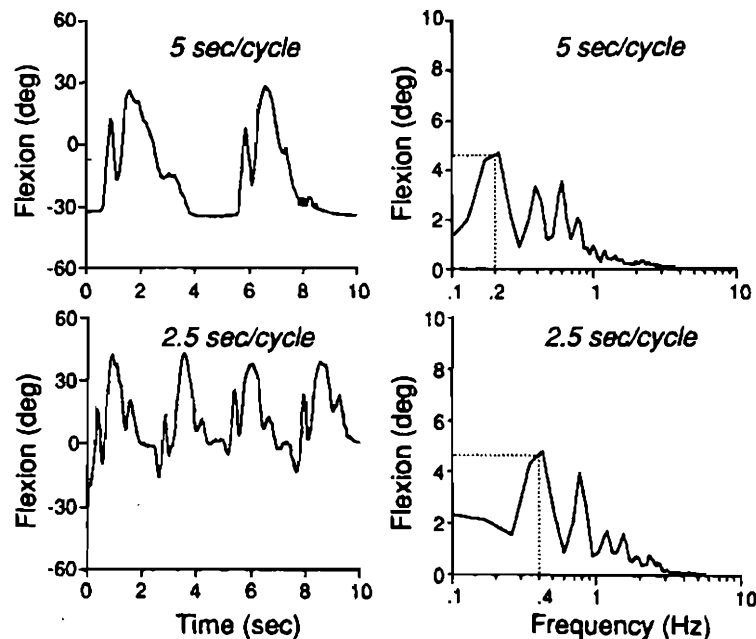 5 sec/cycle
Flexion (deg)
60
30
0
-30
-60
0 2 4 6 8 10
5 sec/cycle
Flexion (deg)
10
8
6
4
2
0
.1 .2 1 10
2.5 sec/cycle
Flexion (deg)
60
30
0
-30
-60
0 2 4 6 8 10
Time (sec)
2.5 sec/cycle
Flexion (deg)
10
8
6
4
2
0
.1 .4 1 10
Frequency (Hz)